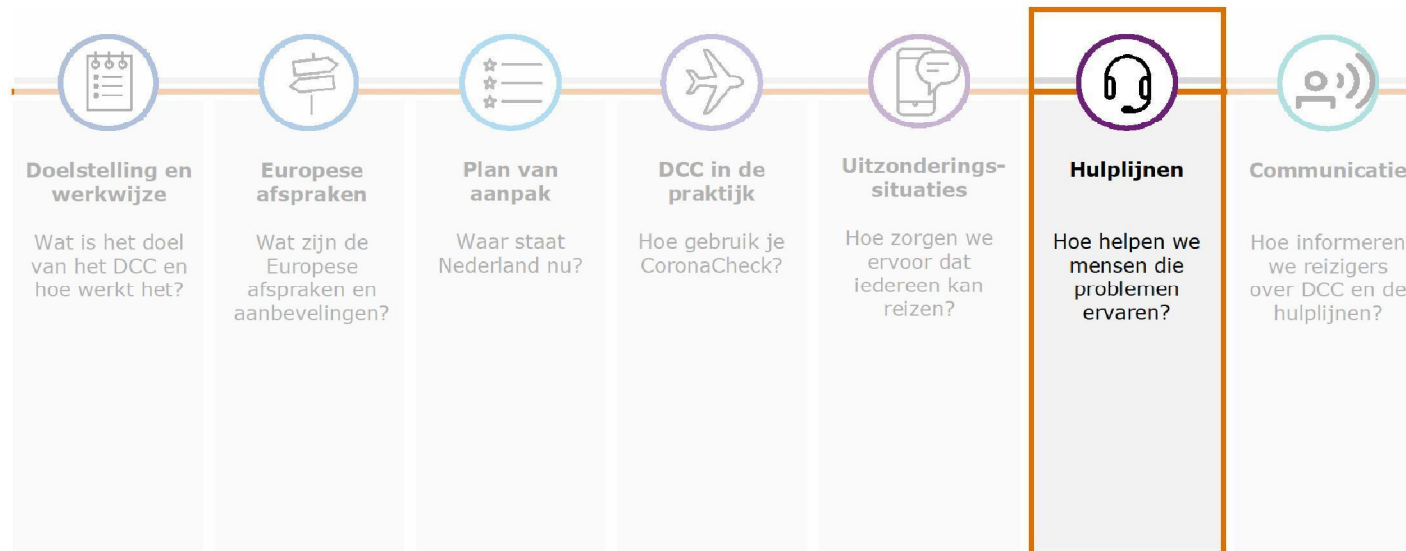 Doelstelling en
werkwijze
Wat is het doel
van het DCC en
hoe werkt het?
Europese
afspraken
Wat zijn de
Europese
afspraken en
aanbevelingen?
Plan van
aanpak
Waar staat
Nederland nu?
DCC in de
praktijk
Hoe gebruik je
CoronaCheck?
Uitzonderings-
situaties
Hoe zorgen we
ervoor dat
iedereen kan
reizen?
Hulplijnen
Hoe helpen we
mensen die
problemen
ervaren?
Communicatie
Hoe informeren
we reizigers
over DCC en de
hulplijnen?